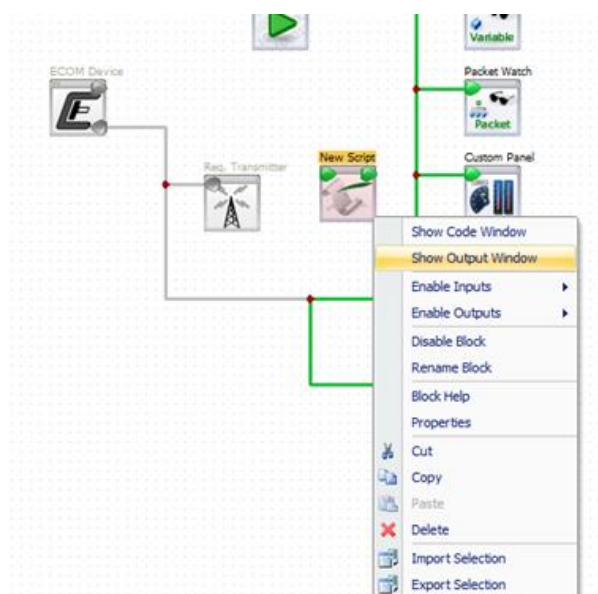 Variable
ECOM Device
Packet Watch
Packet
Req. Transmitter
New Script
Custom Panel
Show Code Window
Show Output Window
Enable Inputs
Enable Outputs
Disable Block
Rename Block
Block Help
Properties
Cut
Copy
Paste
Delete
Import Selection
Export Selection